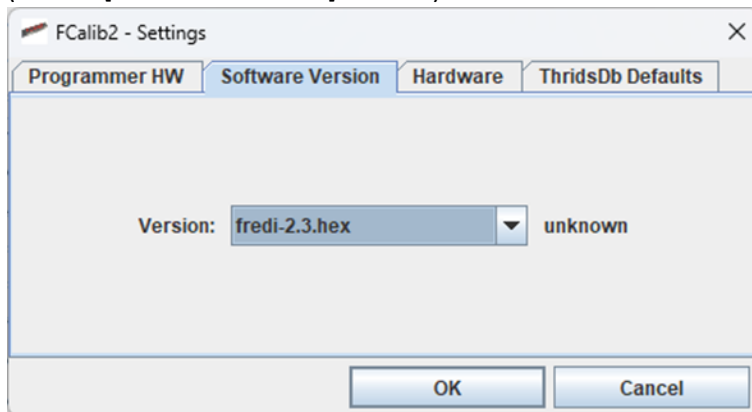 FCalib2 - Settings
Programmer HW Software Version Hardware ThridsDb Defaults
Version: fredi-2.3.hex unknown
OK Cancel